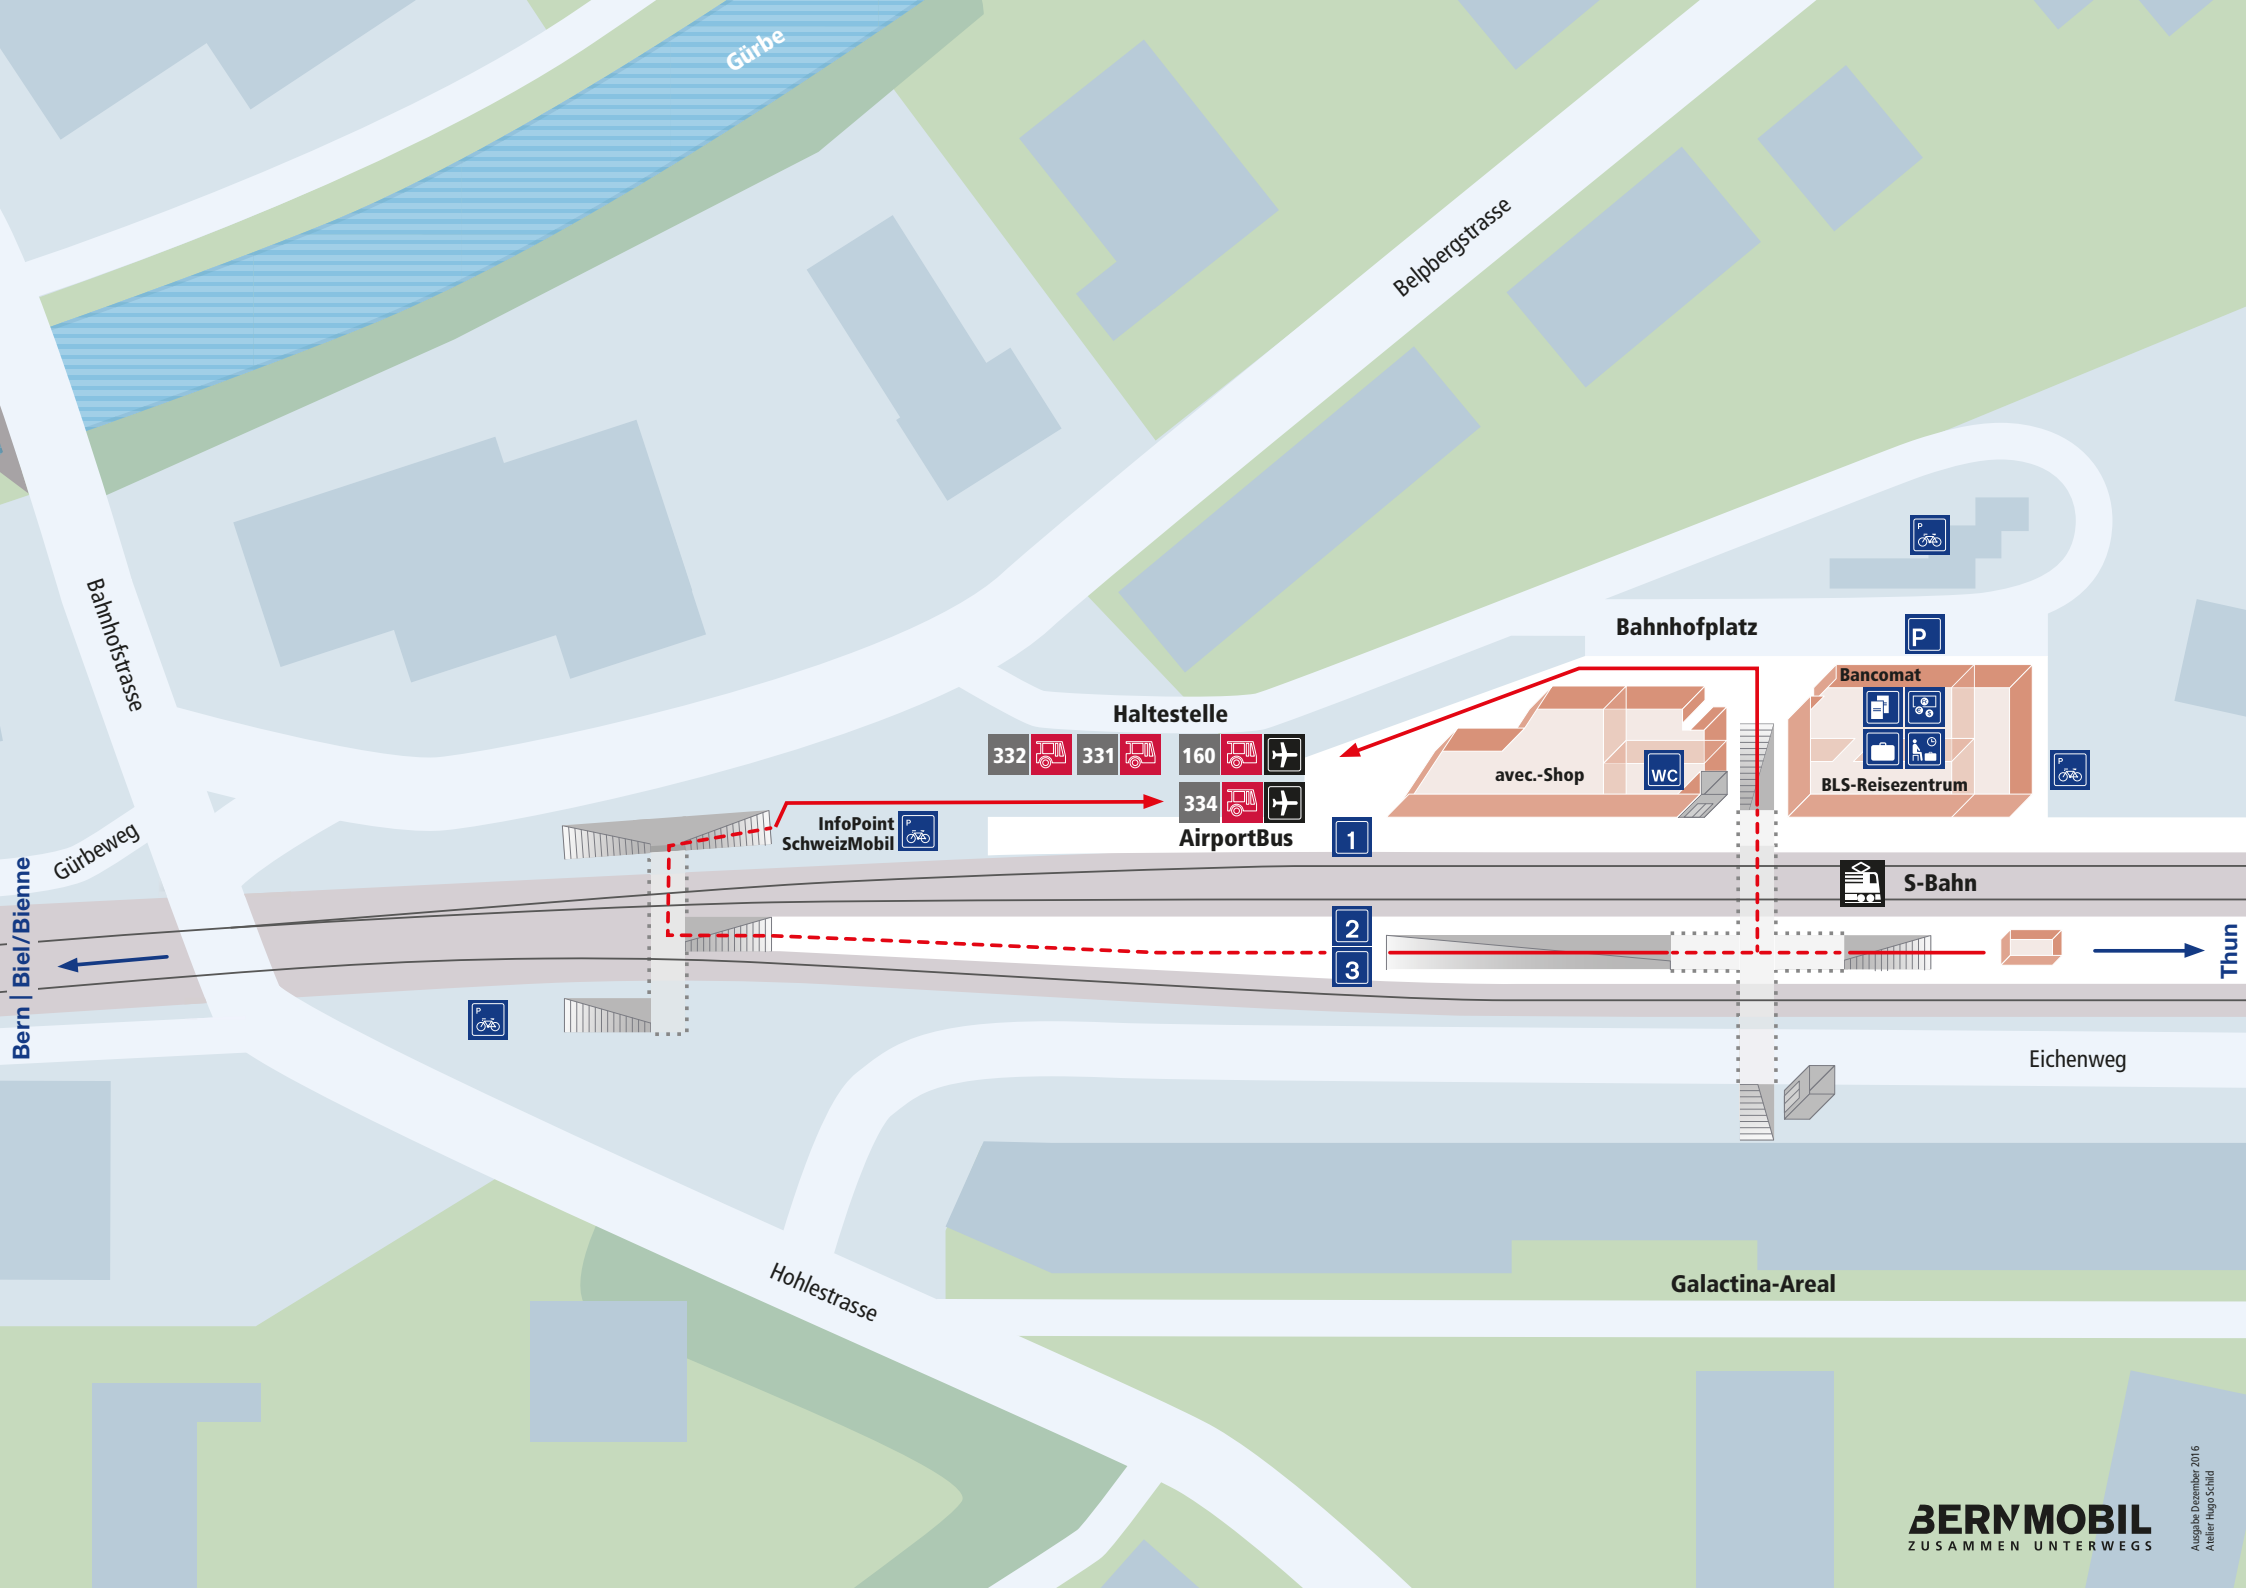 Gürbe
Belpbergstrasse
Bahnhofstrasse
P
Bahnhofplatz
P
Bancomat
Haltestelle
332
331
160
avec.-Shop
WC
BLS-Reisezentrum
P
334
InfoPoint
SchweizMobil
P
AirportBus
1
Gürbeweg
S-Bahn
2
3
Bern | Biel/Bienne
Thun
P
Eichenweg
Hohlestrasse
Galactina-Areal
BERNMOBIL
ZUSAMMEN UNTERWEGS
Ausgabe Dezember 2016
Atelier Hugo Schild